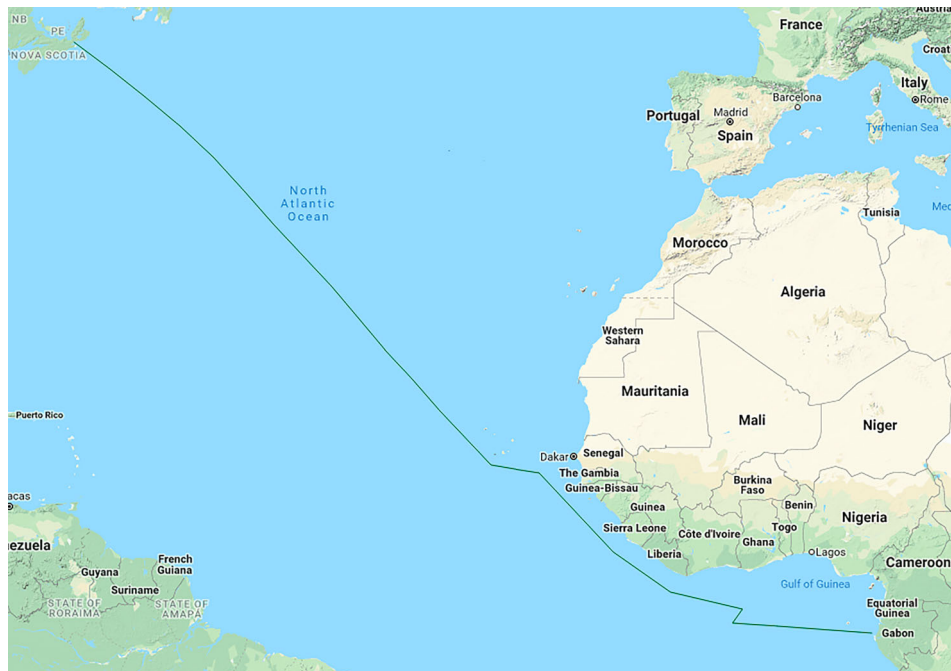 NB
PE
NOVA SCOTIA
France
Austria
Croat
Italy
Rome
Barcelona
Portugal
Madrid
Spain
Tyrrhenian Sea
Med
North
Atlantic
Ocean
Tunisia
Morocco
Algeria
Western
Sahara
Mauritania
Mali
Niger
Puerto Rico
Dakar
Senegal
The Gambia
Guinea-Bissau
Burkina
Faso
Benin
Guinea
Nigeria
Togo
Sierra Leone
Côte d'Ivoire
Ghana
Liberia
Lagos
acas
nezuela
Guyana
French
Guiana
Suriname
Cameroon
Gulf of Guinea
STATE OF
RORAIMA
STATE OF
AMAPÁ
Equatorial
Guinea
Gabon